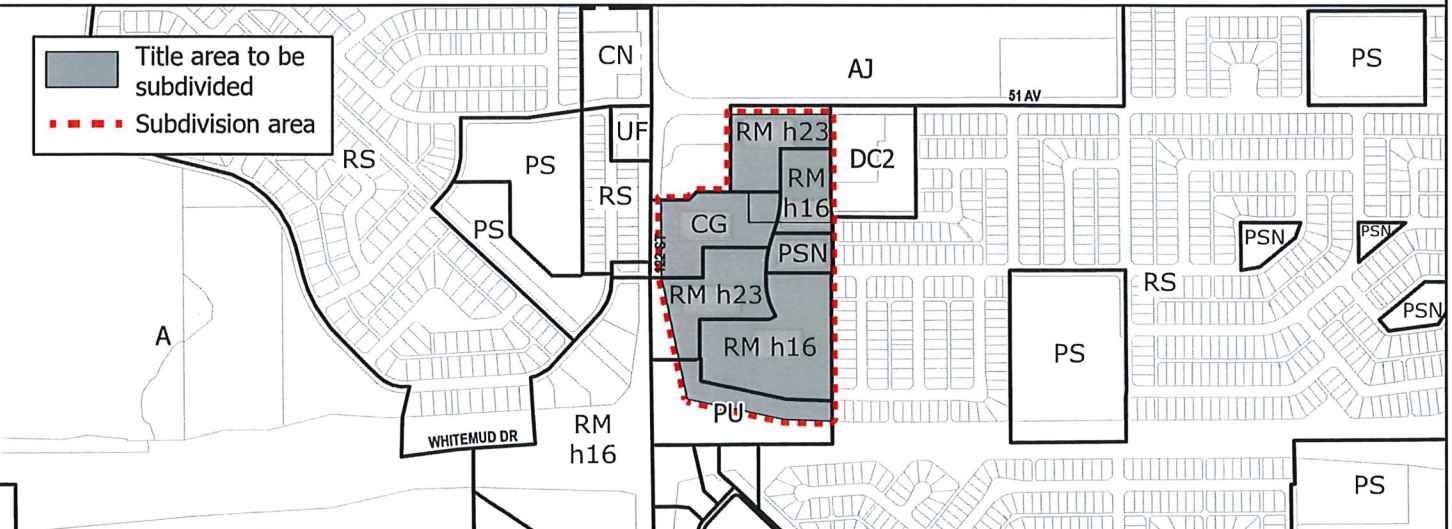 Title area to be
subdivided
Subdivision area
CN
AJ
PS
51 AV
UF
RS
PS
RS
PS
RM h23
RM
h16
DC2
CG
122 ST
PSN
PSN
PSN
RS
PSN
RM h23
RM h16
A
PS
PU
WHITEMUD DR
RM
h16
PS